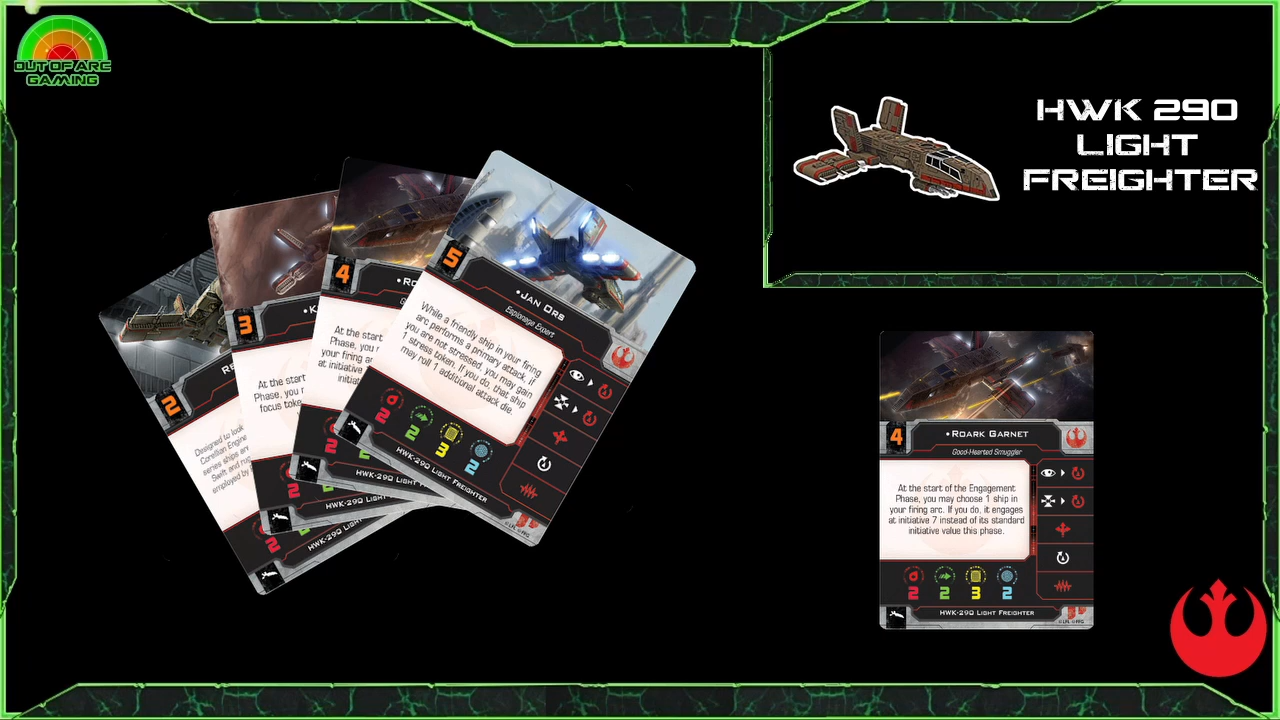 OUT OF ARC
GAMING
HWK 290
LIGHT
FREIGHTER
2
Designed to look
Corellian Engine
series ships are
employed by
HWK-290 Light
3
At the start
Phase, you
focus
2
HWK-290 Light
4
At the start
Phase, you
your firing
at initiative
2
HWK-290 Light
5
•Jan Ors
Espionage Expert
While a friendly ship in your firing
arc performs a primary attack, if
you are not stressed, you may gain
1 stress token. If you do, that ship
may roll 1 additional attack die.
2 2 3 2
HWK-290 Light Freighter
4
•Roark Garnet
Good-Hearted Smuggler
At the start of the Engagement
Phase, you may choose 1 ship in
your firing arc. If you do, it engages
at initiative 7 instead of its standard
initiative value this phase.
2 2 3 2
HWK-290 Light Freighter